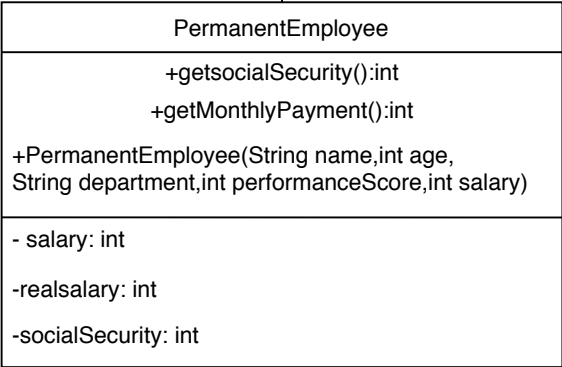 PermanentEmployee
+getsocialSecurity():int
+getMonthlyPayment():int
+PermanentEmployee(String name,int age,
String department,int performanceScore,int salary)
- salary: int
-realsalary: int
-socialSecurity: int